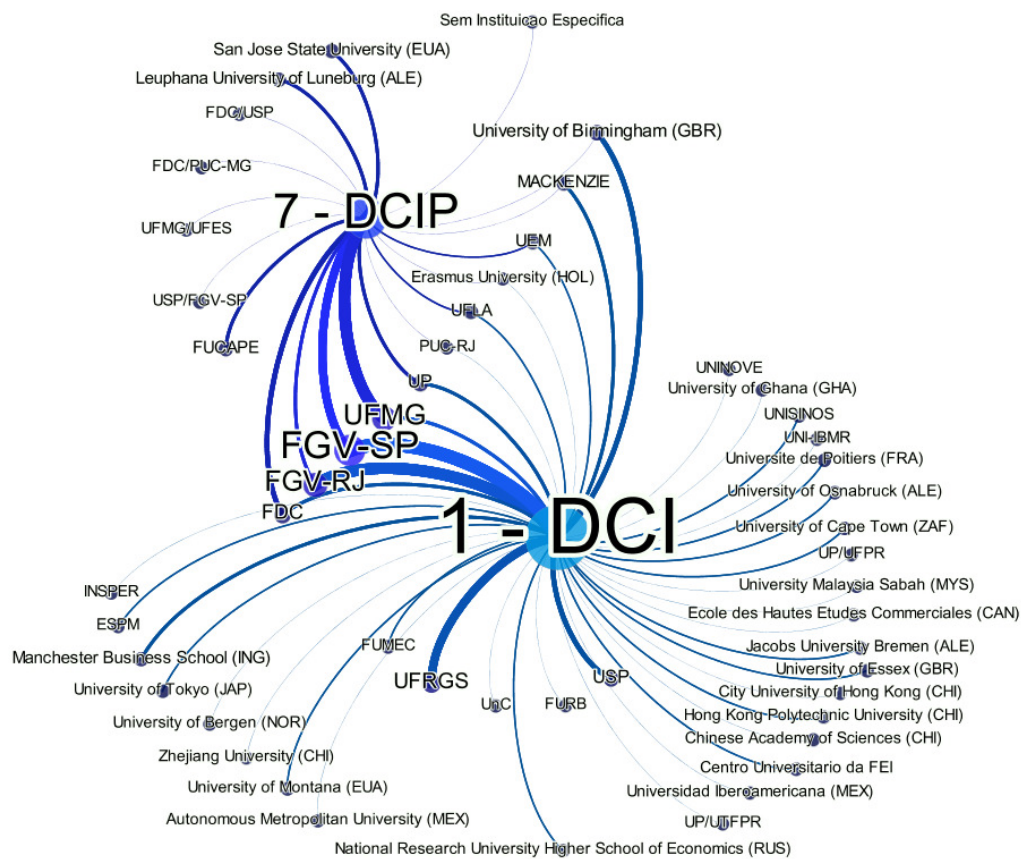 Sem Instituicao Especifica
San Jose State University (EUA)
Leuphana University of Luneburg (ALE)
FDC/USP
University of Birmingham (GBR)
FDC/PUC-MG
MACKENZIE
7 - DCIP
UFMG/UFES
UEM
Erasmus University (HOL)
USP/FGV-SP
UFLA
FUCAPE
PUC-RJ
UNINOVE
UP
University of Ghana (GHA)
UFMG
UNISINOS
FGV-SP
UNI-IBMR
Universite de Poitiers (FRA)
FGV-RJ
University of Osnabruck (ALE)
FDC
1 - DCI
University of Cape Town (ZAF)
UP/UFPR
University Malaysia Sabah (MYS)
INSPER
Ecole des Hautes Etudes Commerciales (CAN)
ESPM
FUMEC
Jacobs University Bremen (ALE)
Manchester Business School (ING)
University of Essex (GBR)
UFRGS
USP
University of Tokyo (JAP)
City University of Hong Kong (CHI)
UnC
FURB
Hong Kong Polytechnic University (CHI)
University of Bergen (NOR)
Chinese Academy of Sciences (CHI)
Zhejiang University (CHI)
Centro Universitario da FEI
University of Montana (EUA)
Universidad Iberoamericana (MEX)
Autonomous Metropolitan University (MEX)
UP/UTFPR
National Research University Higher School of Economics (RUS)